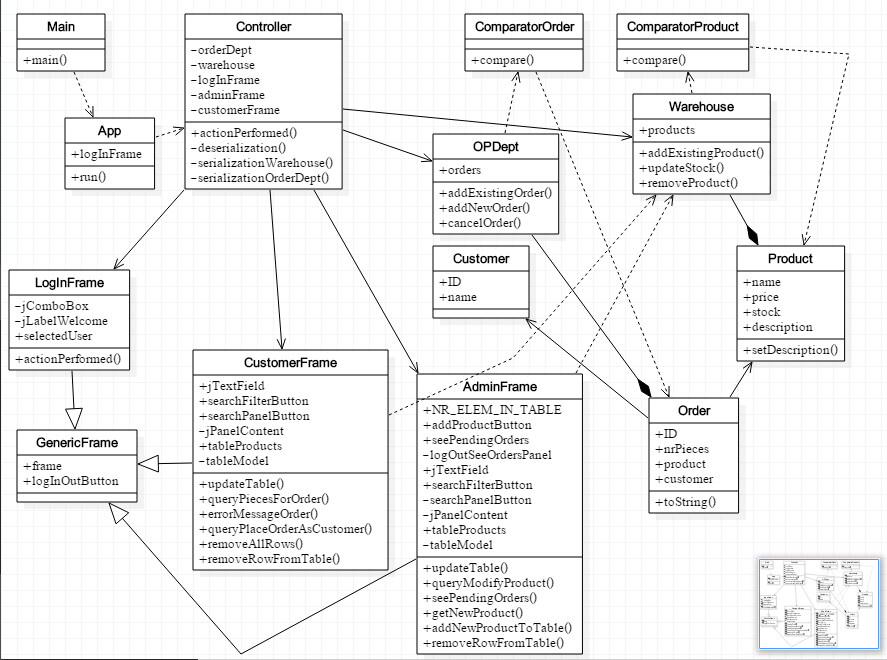 Main
+main()
Controller
-orderDept
-warehouse
-logInFrame
-adminFrame
-customerFrame
+actionPerformed()
-deserialization()
-serializationWarehouse()
-serializationOrderDept()
ComparatorOrder
+compare()
ComparatorProduct
+compare()
App
+logInFrame
+run()
OPDept
+orders
+addExistingOrder()
+addNewOrder()
+cancelOrder()
Warehouse
+products
+addExistingProduct()
+updateStock()
+removeProduct()
Customer
+ID
+name
Product
+name
+price
+stock
+description
+setDescription()
LogInFrame
-jComboBox
-jLabelWelcome
+selectedUser
+actionPerformed()
CustomerFrame
+jTextField
+searchFilterButton
+searchPanelButton
-jPanelContent
+tableProducts
-tableModel
+updateTable()
+queryPiecesForOrder()
+errorMessageOrder()
+queryPlaceOrderAsCustomer()
+removeAllRows()
+removeRowFromTable()
AdminFrame
+NR_ELEM_IN_TABLE
+addProductButton
+seePendingOrders
-logOutSeeOrdersPanel
+jTextField
+searchFilterButton
-searchPanelButton
-jPanelContent
+tableProducts
-tableModel
+updateTable()
+queryModifyProduct()
+seePendingOrders()
+getNewProduct()
+addNewProductToTable()
+removeRowFromTable()
Order
+ID
+nrPieces
+product
+customer
+toString()
GenericFrame
+frame
+logInOutButton